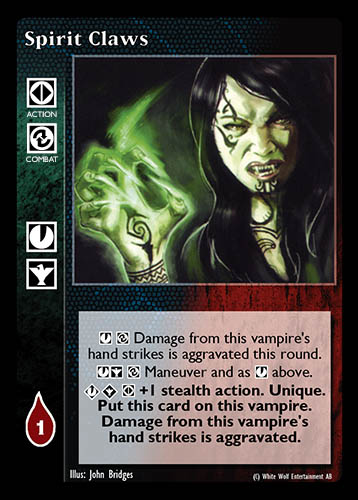 Spirit Claws
ACTION
COMBAT
Damage from this vampire's
hand strikes is aggravated this round.
Maneuver and as above.
+1 stealth action. Unique.
Put this card on this vampire.
Damage from this vampire's
hand strikes is aggravated.
1
Illus: John Bridges
(C) White Wolf Entertainment AB